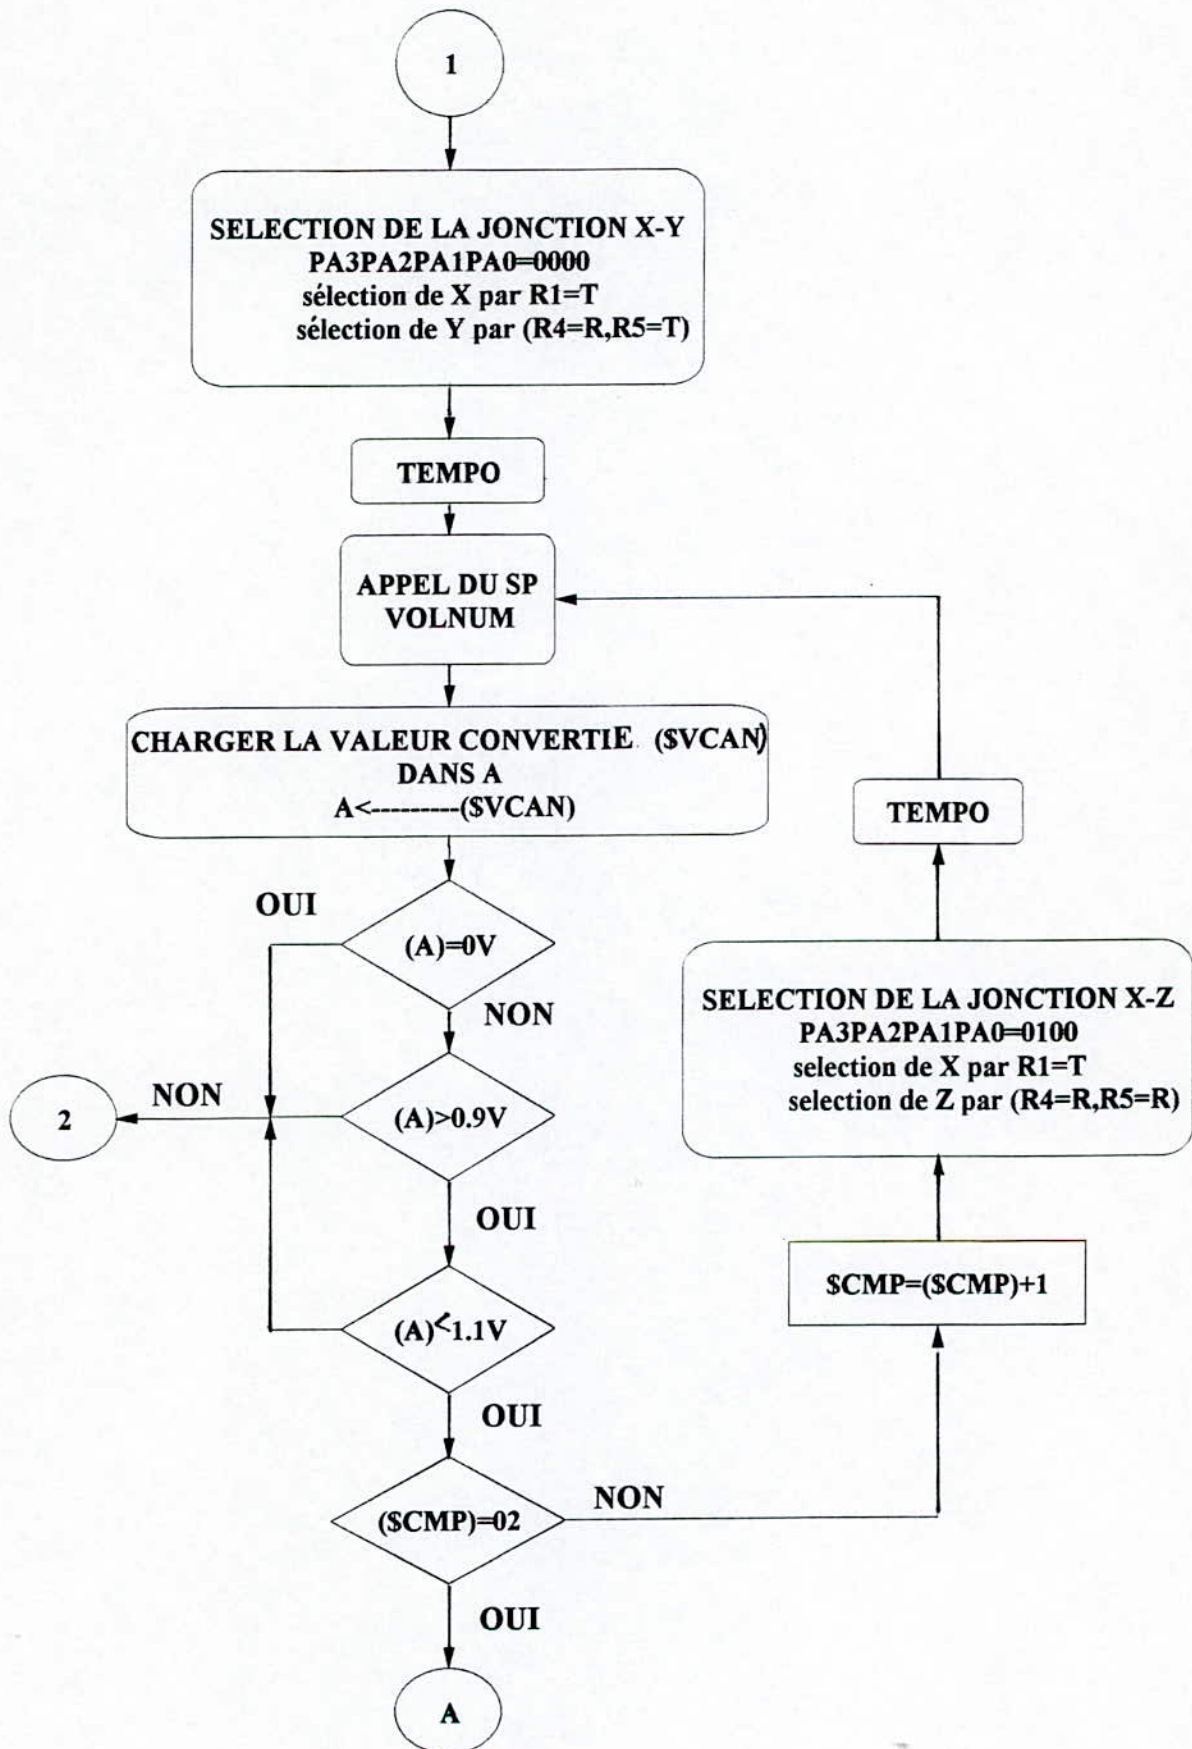 1
SELECTION DE LA JONCTION X-Y
PA3PA2PA1PA0=0000
sélection de X par R1=T
sélection de Y par (R4=R,R5=T)
TEMPO
APPEL DU SP
VOLNUM
CHARGER LA VALEUR CONVERTIE ($VCAN)
DANS A
A<---------($VCAN)
TEMPO
OUI
(A)=0V
NON
SELECTION DE LA JONCTION X-Z
PA3PA2PA1PA0=0100
selection de X par R1=T
selection de Z par (R4=R,R5=R)
2
NON
(A)>0.9V
OUI
$CMP=($CMP)+1
(A)<1.1V
OUI
($CMP)=02
NON
OUI
A